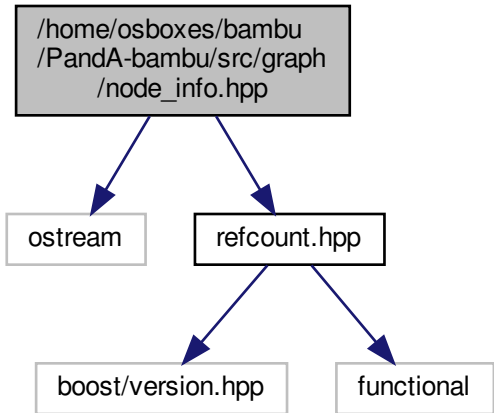 /home/osboxes/bambu
/PandA-bambu/src/graph
/node_info.hpp
ostream
refcount.hpp
boost/version.hpp
functional